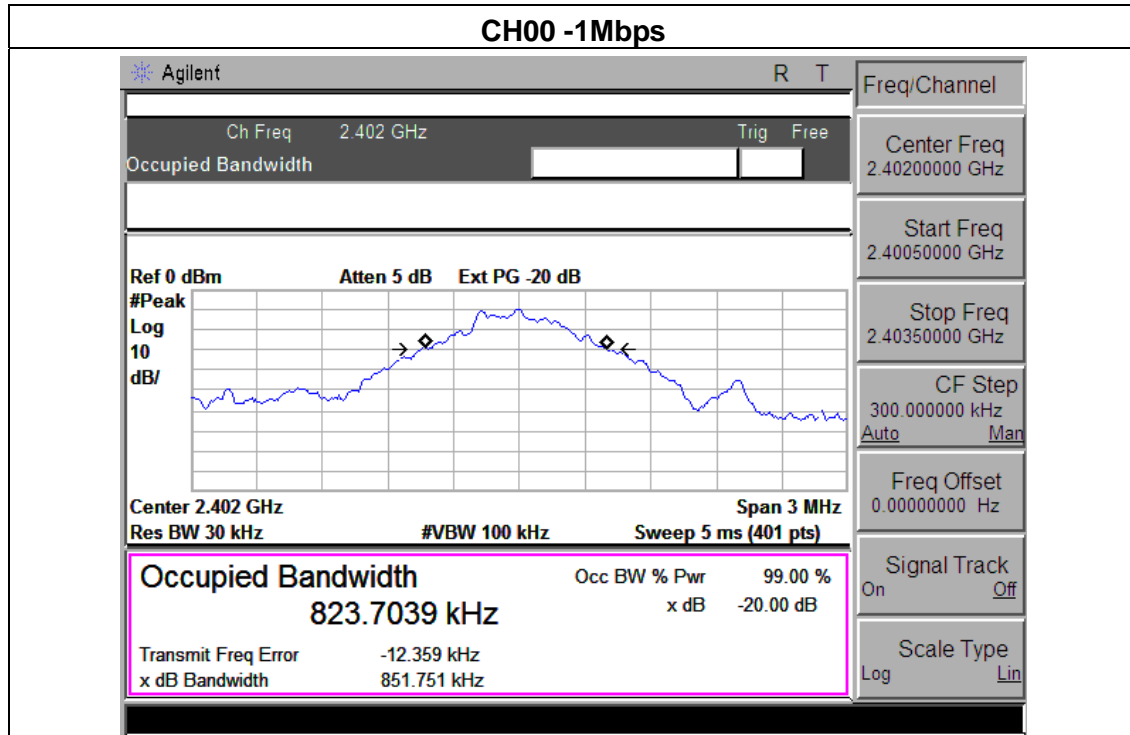 CH00 -1Mbps
Agilent R T
Ch Freq 2.402 GHz Trig Free
Occupied Bandwidth
Ref 0 dBm Atten 5 dB Ext PG -20 dB
#Peak
Log
10
dB/
Center 2.402 GHz Span 3 MHz
Res BW 30 kHz #VBW 100 kHz Sweep 5 ms (401 pts)
Occupied Bandwidth Occ BW % Pwr 99.00 %
823.7039 kHz x dB -20.00 dB
Transmit Freq Error -12.359 kHz
x dB Bandwidth 851.751 kHz
Freq/Channel
Center Freq
2.40200000 GHz
Start Freq
2.40050000 GHz
Stop Freq
2.40350000 GHz
CF Step
300.000000 kHz
Auto Man
Freq Offset
0.00000000 Hz
Signal Track
On Off
Scale Type
Log Lin